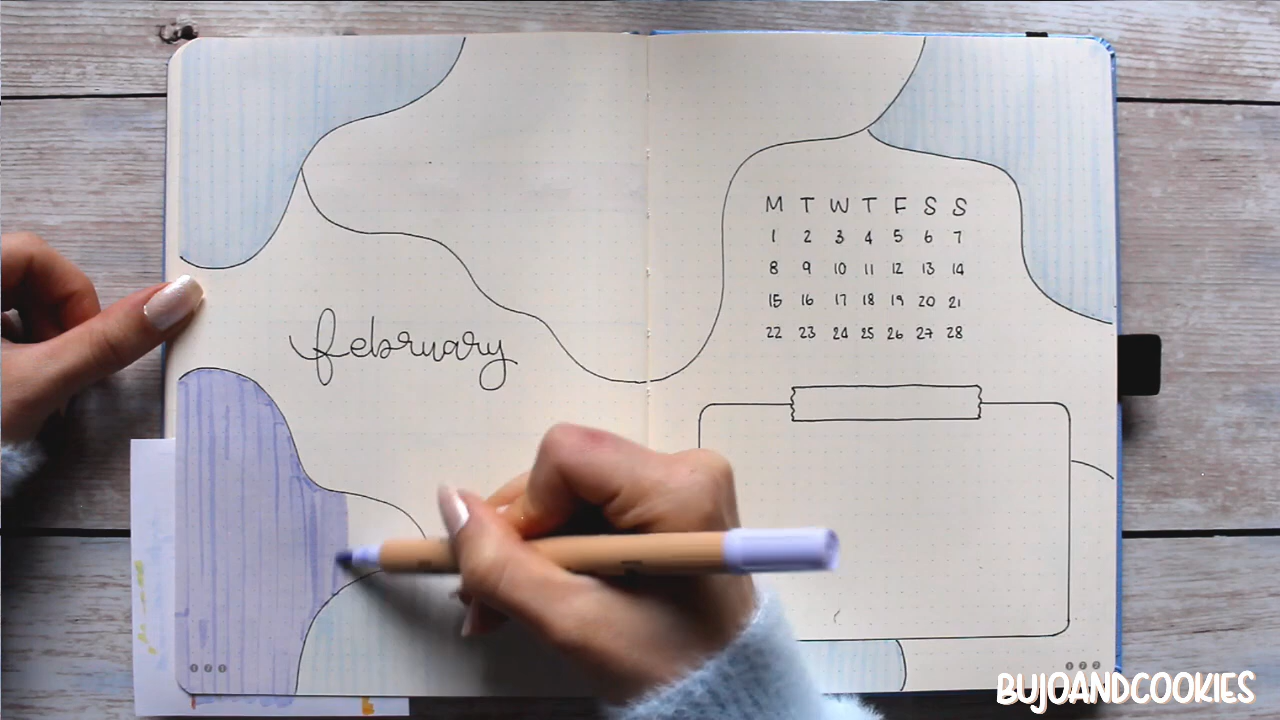 february
M T W T F S S
1 2 3 4 5 6 7
8 9 10 11 12 13 14
15 16 17 18 19 20 21
22 23 24 25 26 27 28
BUJOANDCOOKIES